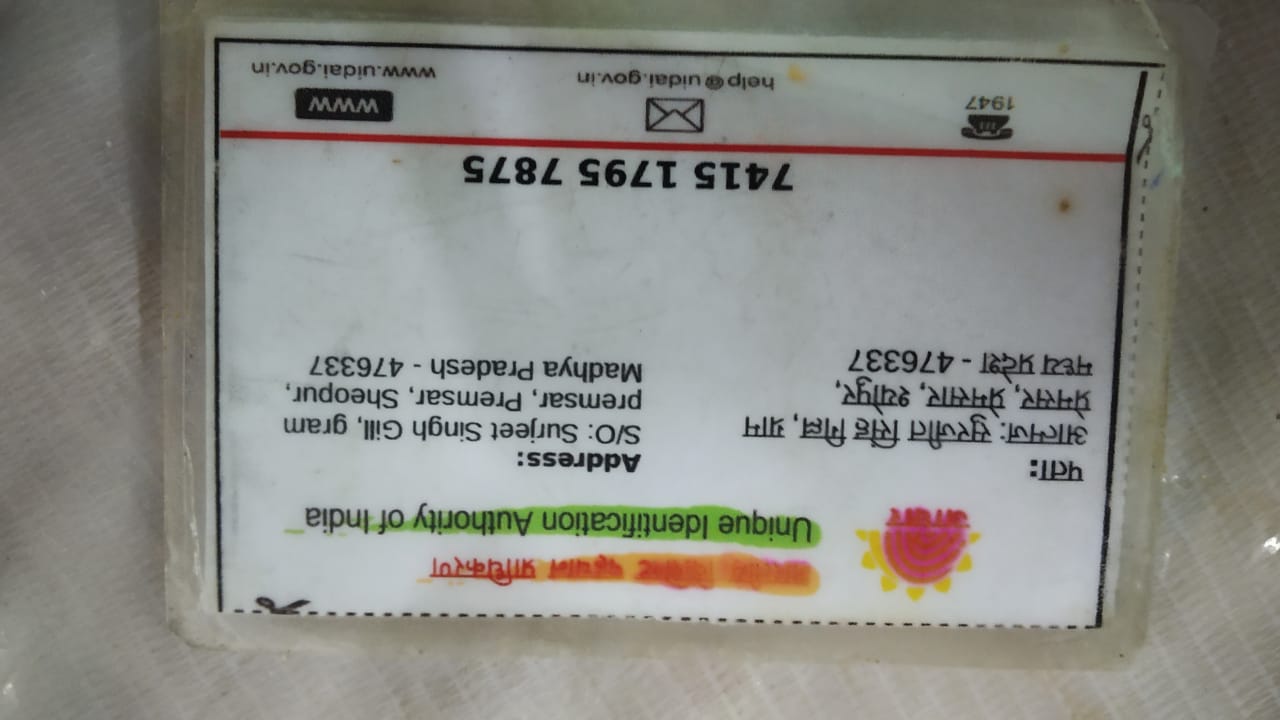 भारतीय विशिष्ट पहचान प्राधिकरण
Unique Identification Authority of India
आधार
पता:
आत्मज: सुरजीत सिंह गिल, ग्राम
प्रेमसर, प्रेमसर, श्योपुर,
मध्य प्रदेश - 476337
Address:
S/O: Surjeet Singh Gill, gram
premsar, Premsar, Sheopur,
Madhya Pradesh - 476337
7415 1795 7875
1947
help@uidai.gov.in
WWW
www.uidai.gov.in